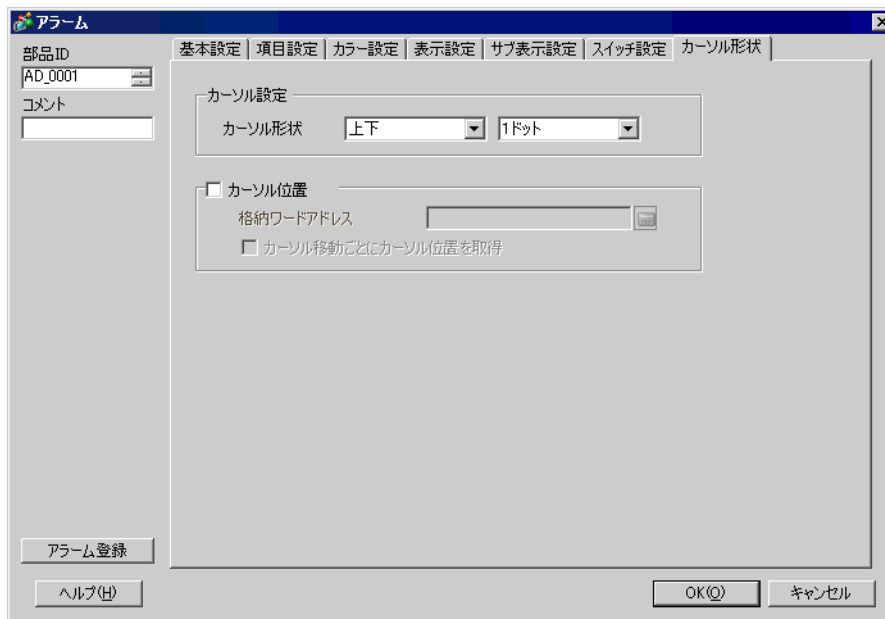 アラーム
部品ID
AD_0001
コメント
基本設定 項目設定 カラー設定 表示設定 サブ表示設定 スイッチ設定 カーソル形状
カーソル設定
カーソル形状 上下 1ドット
カーソル位置
格納ワードアドレス
カーソル移動ごとにカーソル位置を取得
アラーム登録
ヘルプ(H) OK(O) キャンセル